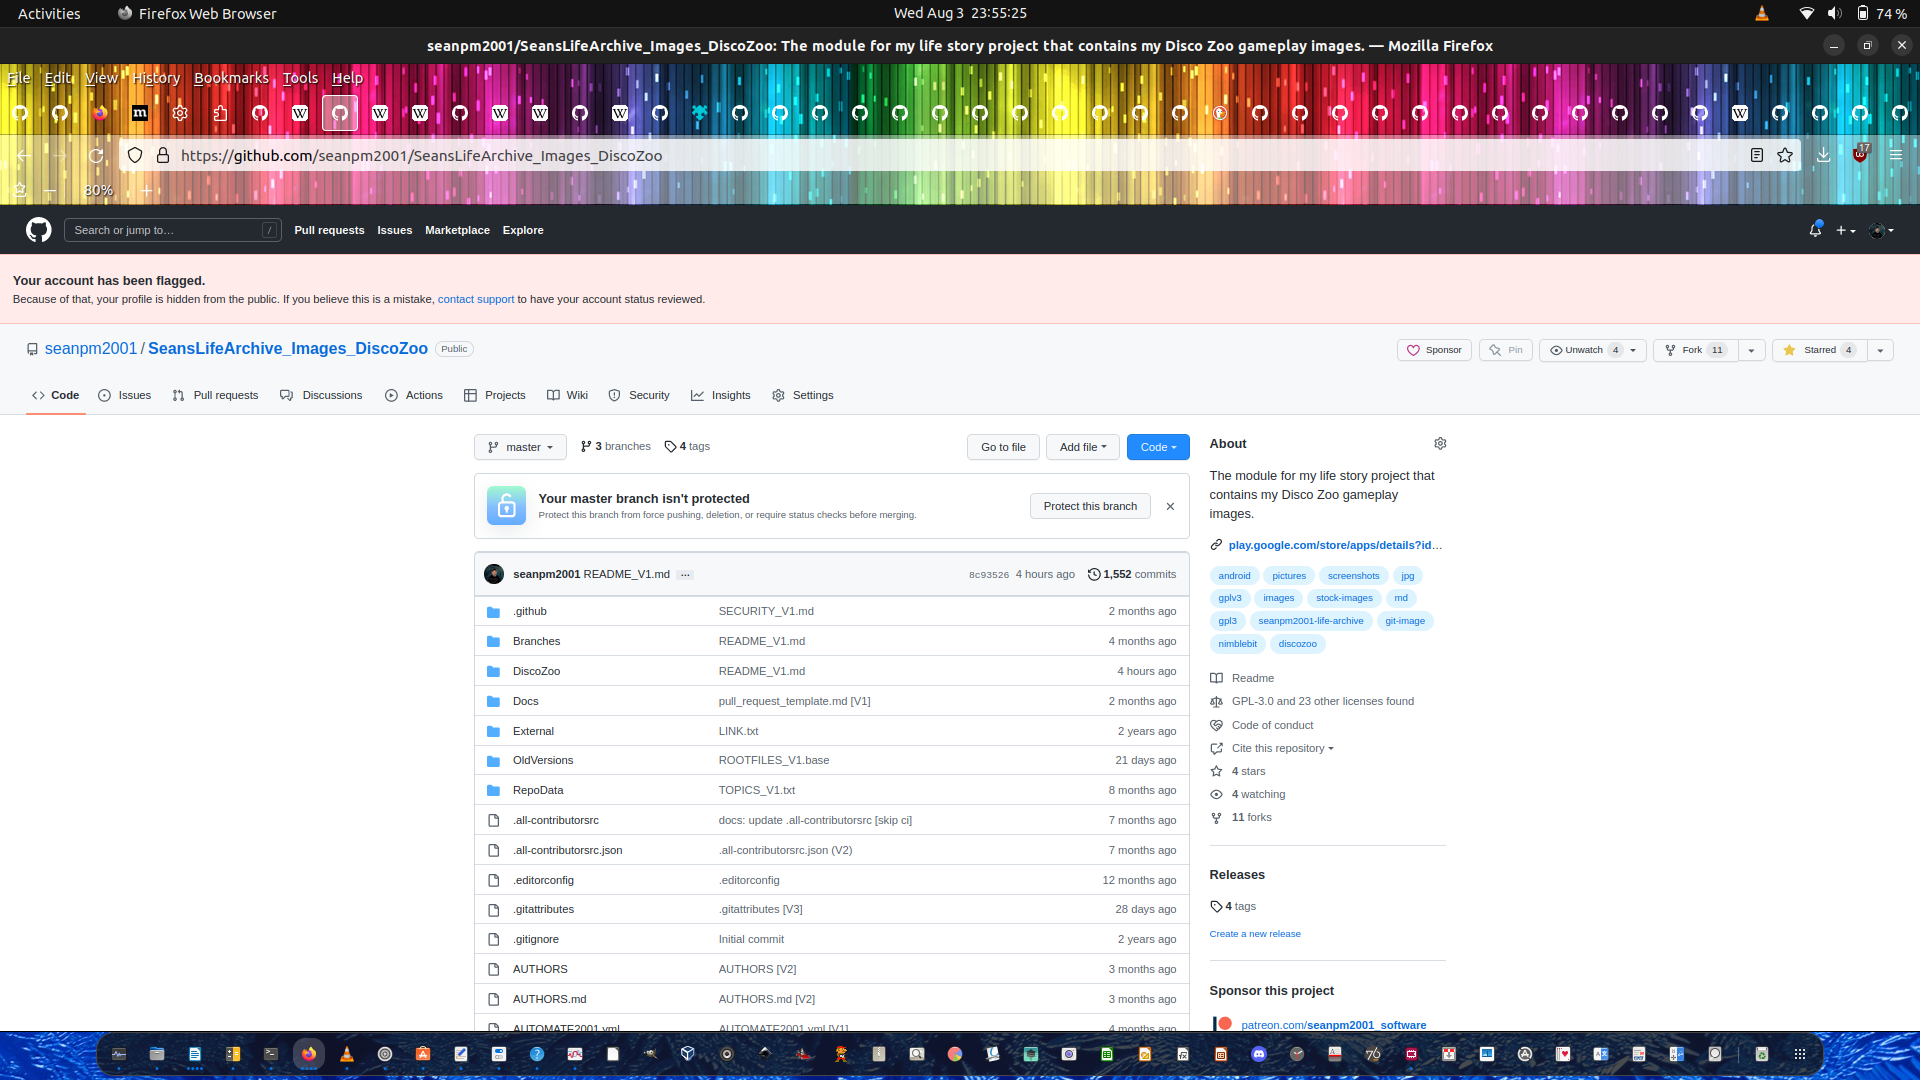 Activities
Firefox Web Browser
Wed Aug 3 23:55:25
74 %
seanpm2001/SeansLifeArchive_Images_DiscoZoo: The module for my life story project that contains my Disco Zoo gameplay images. — Mozilla Firefox
File Edit View History Bookmarks Tools Help
https://github.com/seanpm2001/SeansLifeArchive_Images_DiscoZoo
17
80%
Search or jump to…
/
Pull requests
Issues
Marketplace
Explore
Your account has been flagged.
Because of that, your profile is hidden from the public. If you believe this is a mistake, contact support to have your account status reviewed.
seanpm2001 / SeansLifeArchive_Images_DiscoZoo
Public
Sponsor
Pin
Unwatch 4
Fork 11
Starred 4
Code
Issues
Pull requests
Discussions
Actions
Projects
Wiki
Security
Insights
Settings
master
3 branches
4 tags
Go to file
Add file
Code
Your master branch isn't protected
Protect this branch from force pushing, deletion, or require status checks before merging.
Protect this branch
seanpm2001 README_V1.md
8c93526 4 hours ago
1,552 commits
.github SECURITY_V1.md 2 months ago
Branches README_V1.md 4 months ago
DiscoZoo README_V1.md 4 hours ago
Docs pull_request_template.md [V1] 2 months ago
External LINK.txt 2 years ago
OldVersions ROOTFILES_V1.base 21 days ago
RepoData TOPICS_V1.txt 8 months ago
.all-contributorsrc docs: update .all-contributorsrc [skip ci] 7 months ago
.all-contributorsrc.json .all-contributorsrc.json (V2) 7 months ago
.editorconfig .editorconfig 12 months ago
.gitattributes .gitattributes [V3] 28 days ago
.gitignore Initial commit 2 years ago
AUTHORS AUTHORS [V2] 3 months ago
AUTHORS.md AUTHORS.md [V2] 3 months ago
AUTOMATE2001.yml AUTOMATE2001.yml [V1] 4 months ago
About
The module for my life story project that
contains my Disco Zoo gameplay
images.
play.google.com/store/apps/details?id…
android pictures screenshots jpg
gplv3 images stock-images md
gpl3 seanpm2001-life-archive git-image
nimblebit discozoo
Readme
GPL-3.0 and 23 other licenses found
Code of conduct
Cite this repository
4 stars
4 watching
11 forks
Releases
4 tags
Create a new release
Sponsor this project
patreon.com/seanpm2001_software